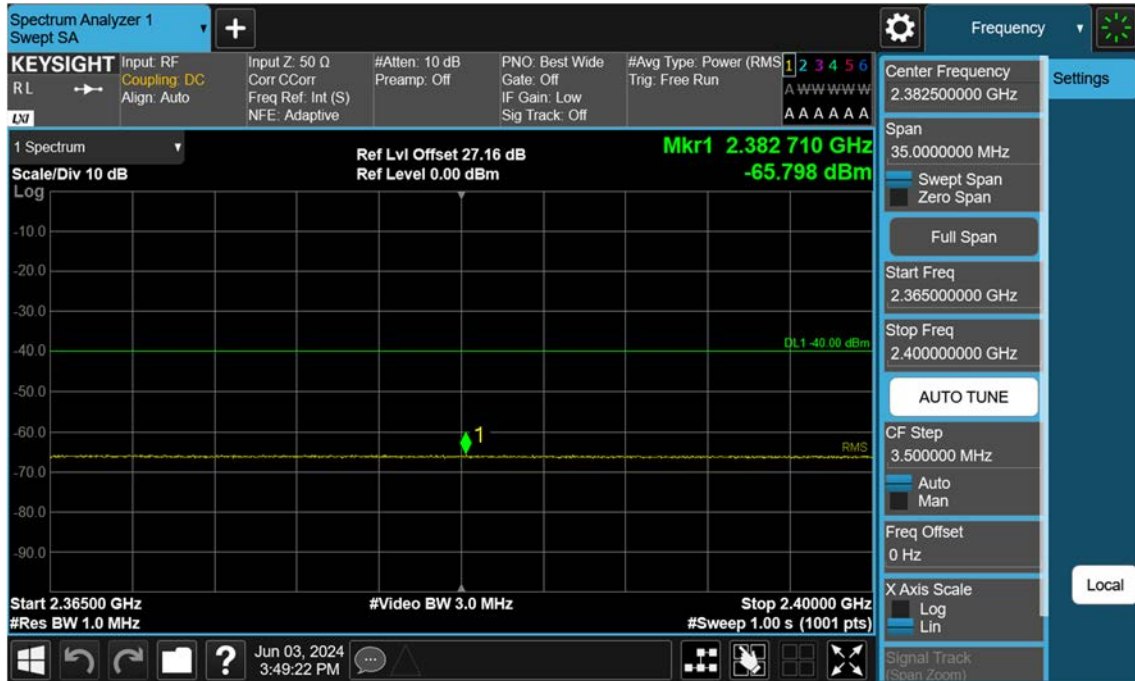 Spectrum Analyzer 1
Swept SA
+
Frequency
KEYSIGHT
R L
LXI
Input: RF
Coupling: DC
Align: Auto
Input Z: 50 Ω
Corr CCorr
Freq Ref: Int (S)
NFE: Adaptive
#Atten: 10 dB
Preamp: Off
PNO: Best Wide
Gate: Off
IF Gain: Low
Sig Track: Off
#Avg Type: Power (RMS
Trig: Free Run
1 2 3 4 5 6
A W W W W W
A A A A A A
1 Spectrum
Scale/Div 10 dB
Ref Lvl Offset 27.16 dB
Ref Level 0.00 dBm
Mkr1 2.382 710 GHz
-65.798 dBm
Log
-10.0
-20.0
-30.0
-40.0
DL1 -40.00 dBm
-50.0
-60.0
1
RMS
-70.0
-80.0
-90.0
Start 2.36500 GHz
#Video BW 3.0 MHz
Stop 2.40000 GHz
#Res BW 1.0 MHz
#Sweep 1.00 s (1001 pts)
Center Frequency
2.382500000 GHz
Settings
Span
35.0000000 MHz
Swept Span
Zero Span
Full Span
Start Freq
2.365000000 GHz
Stop Freq
2.400000000 GHz
AUTO TUNE
CF Step
3.500000 MHz
Auto
Man
Freq Offset
0 Hz
X Axis Scale
Log
Lin
Local
Signal Track
(Span Zoom)
?
Jun 03, 2024
3:49:22 PM